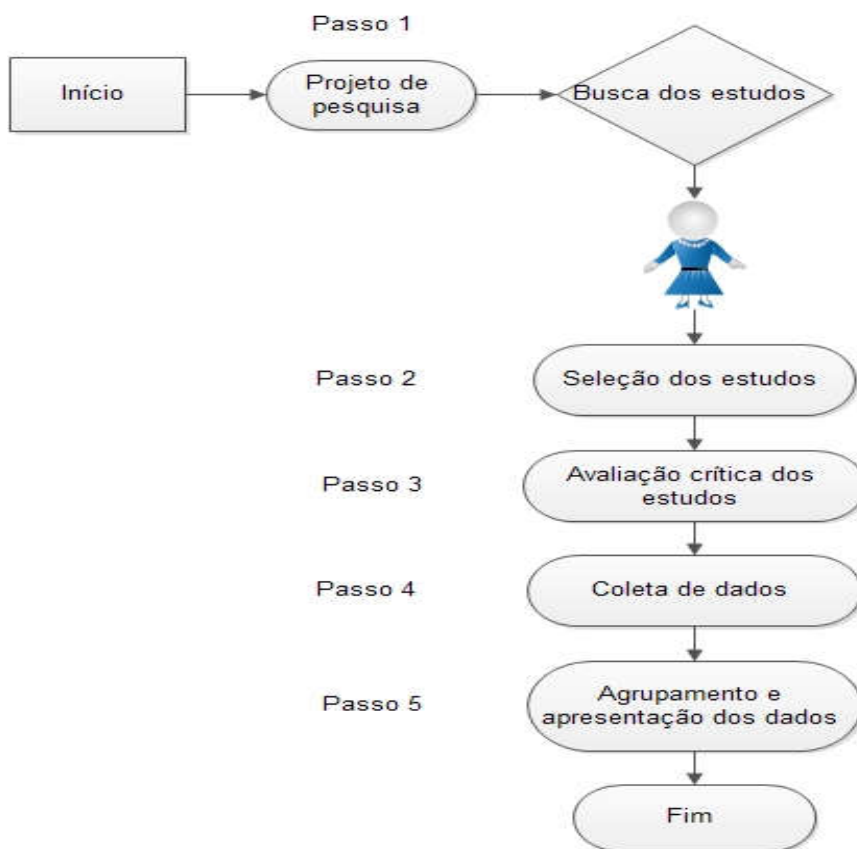 Passo 1
Início
Projeto de
pesquisa
Busca dos estudos
Passo 2
Seleção dos estudos
Passo 3
Avaliação crítica dos
estudos
Passo 4
Coleta de dados
Passo 5
Agrupamento e
apresentação dos dados
Fim